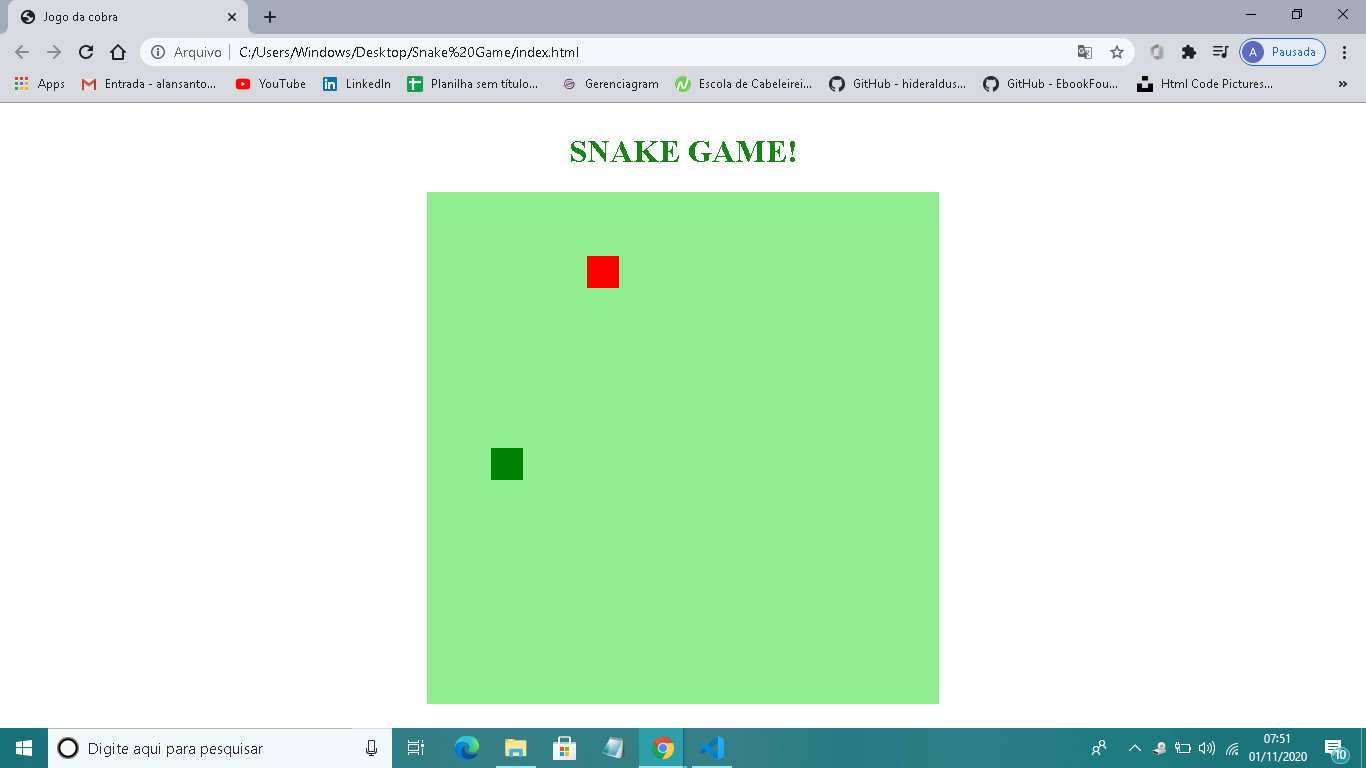 Jogo da cobra
Arquivo C:/Users/Windows/Desktop/Snake%20Game/index.html A Pausada
Apps Entrada - alansanto... YouTube LinkedIn Planilha sem título... Gerenciagram Escola de Cabeleirei... GitHub - hideraldus... GitHub - EbookFou... Html Code Pictures... »
SNAKE GAME!
Digite aqui para pesquisar
07:51
01/11/2020
10